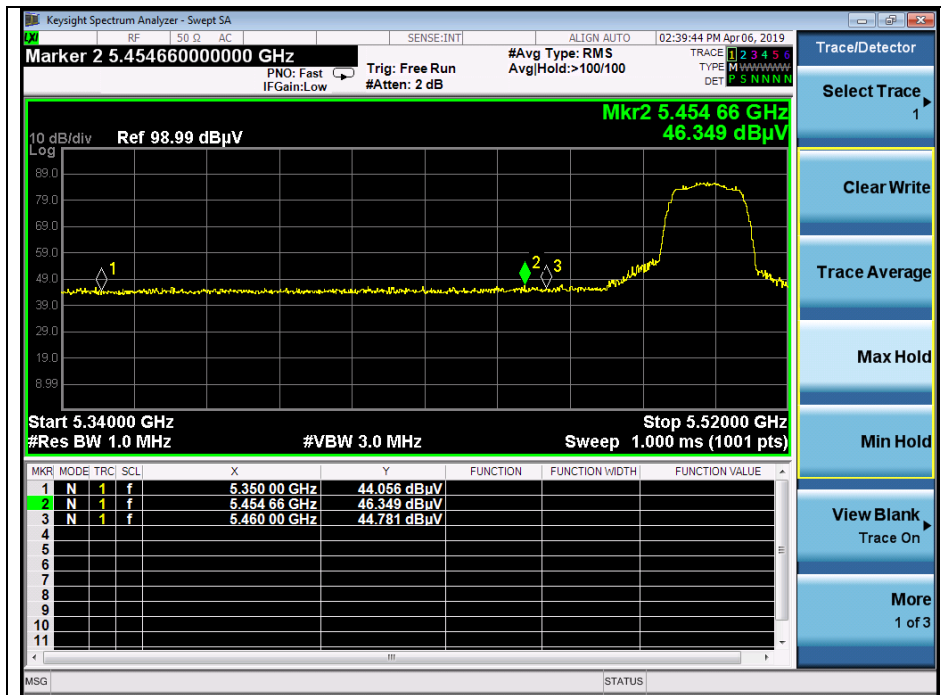 Keysight Spectrum Analyzer - Swept SA
LXI RF 50 Ω AC SENSE:INT ALIGN AUTO 02:39:44 PM Apr 06, 2019
Marker 2 5.454660000000 GHz
PNO: Fast
IFGain:Low
Trig: Free Run
#Atten: 2 dB
#Avg Type: RMS
Avg|Hold:>100/100
TRACE 1 2 3 4 5 6
TYPE M WWWWW
DET P S N N N N
Mkr2 5.454 66 GHz
46.349 dBµV
10 dB/div Ref 98.99 dBµV
Log
89.0
79.0
69.0
59.0
49.0
39.0
29.0
19.0
8.99
1
2
3
Start 5.34000 GHz Stop 5.52000 GHz
#Res BW 1.0 MHz #VBW 3.0 MHz Sweep 1.000 ms (1001 pts)
MKR MODE TRC SCL X Y FUNCTION FUNCTION WIDTH FUNCTION VALUE
1 N 1 f 5.350 00 GHz 44.056 dBµV
2 N 1 f 5.454 66 GHz 46.349 dBµV
3 N 1 f 5.460 00 GHz 44.781 dBµV
4
5
6
7
8
9
10
11
MSG STATUS
Trace/Detector
Select Trace
1
Clear Write
Trace Average
Max Hold
Min Hold
View Blank
Trace On
More
1 of 3